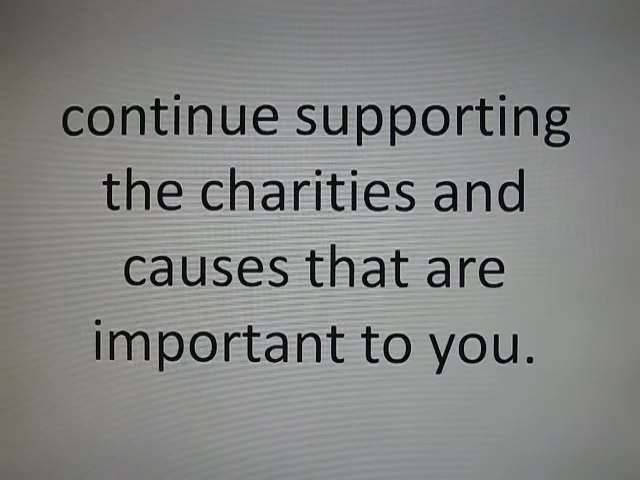 continue supporting
the charities and
causes that are
important to you.